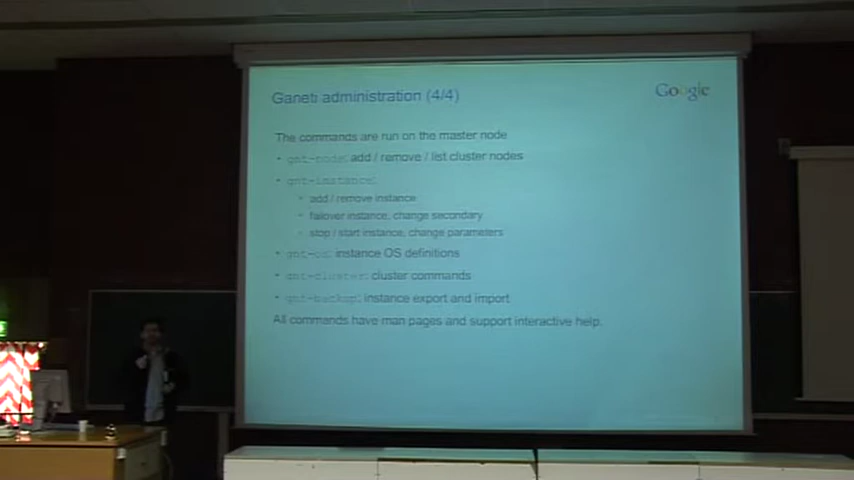 Ganeti administration (4/4)
Google
The commands are run on the master node
• gnt-node: add / remove / list cluster nodes
• gnt-instance:
• add / remove instance
• failover instance, change secondary
• stop / start instance, change parameters
• gnt-os: instance OS definitions
• gnt-cluster: cluster commands
• gnt-backup: instance export and import
All commands have man pages and support interactive help.